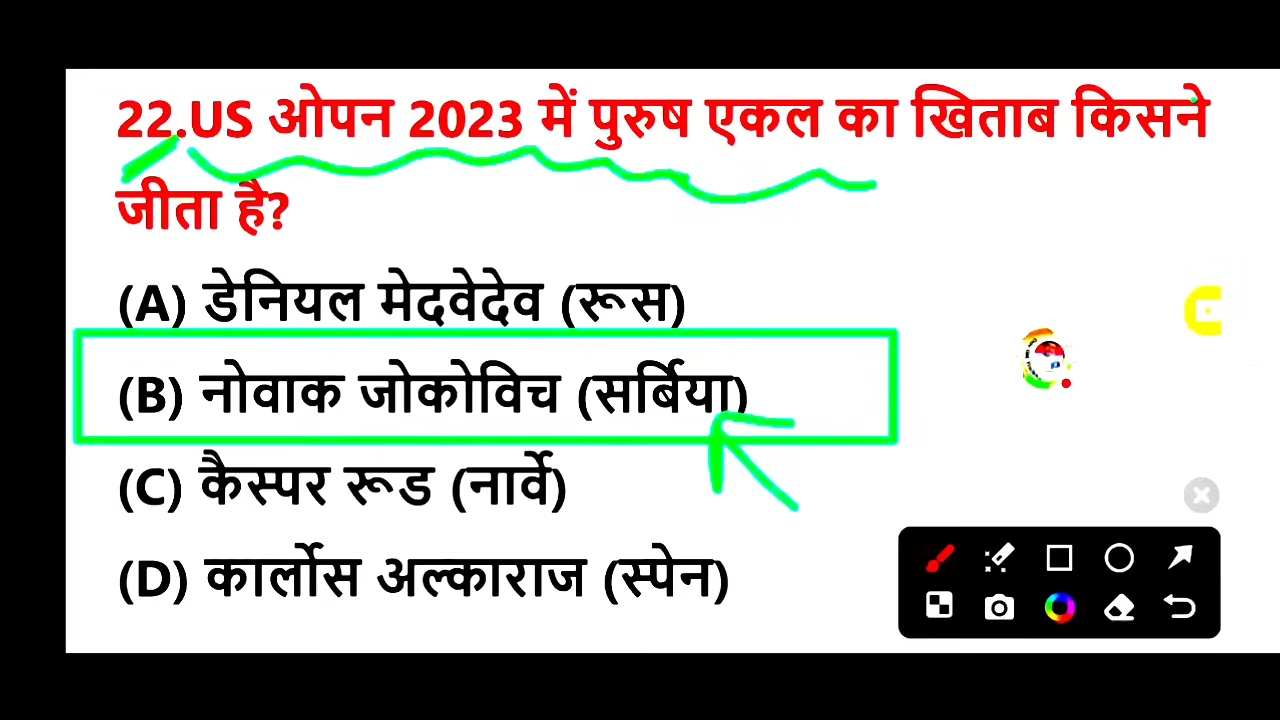 22.US ओपन 2023 में पुरुष एकल का खिताब किसने
जीता है?
(A) डेनियल मेदवेदेव (रूस)
(B) नोवाक जोकोविच (सर्बिया)
(C) कैस्पर रूड (नार्वे)
(D) कार्लोस अल्काराज (स्पेन)